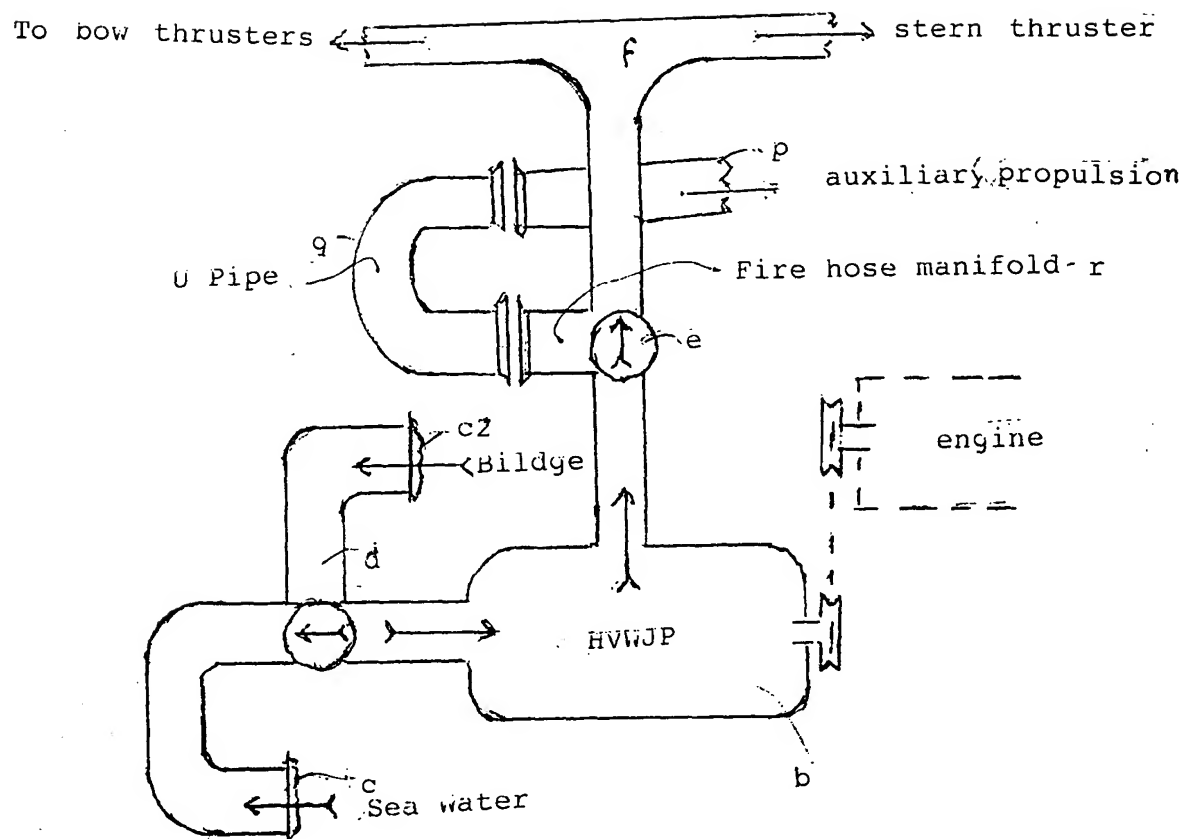 To bow thrusters
stern thruster
f
p
auxiliary propulsion
g
U Pipe
Fire hose manifold-r
e
c2
Bildge
engine
d
HVWJP
b
c
Sea water